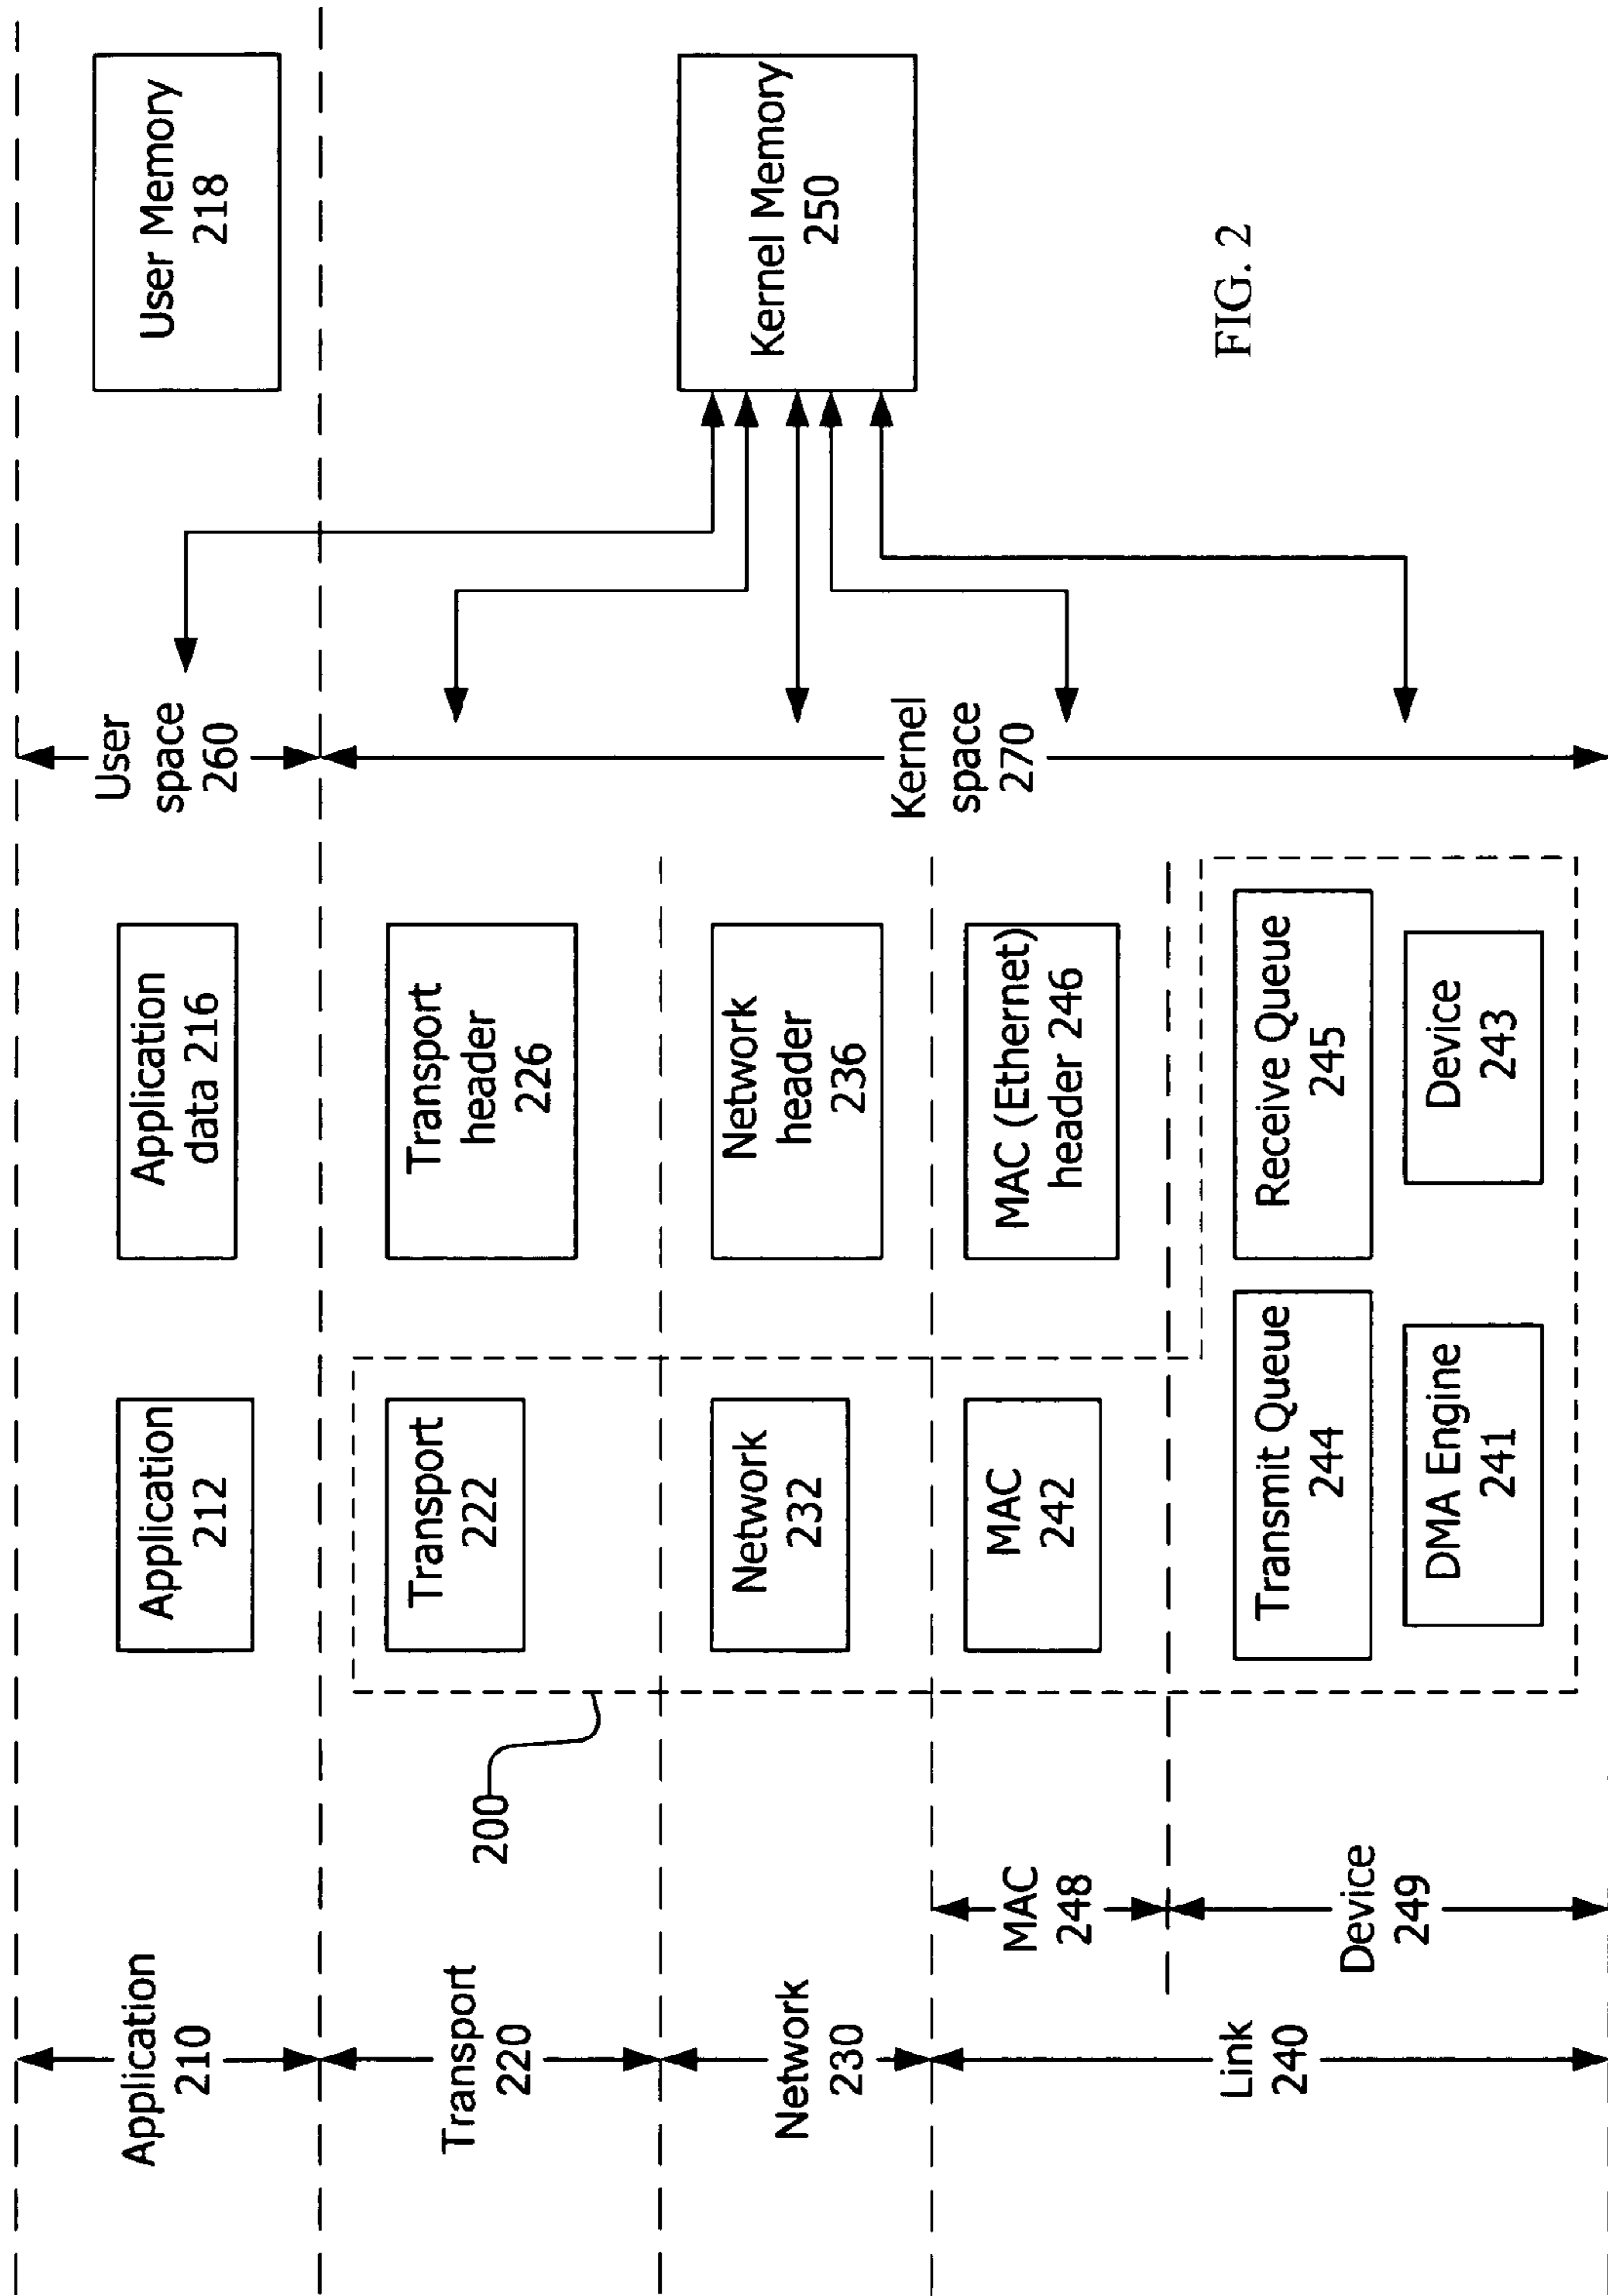 Application
210
Application
212
Application
data 216
User
space
260
User Memory
218
Transport
220
200
Transport
222
Transport
header
226
Network
230
Network
232
Network
header
236
Kernel
space
270
Kernel Memory
250
Link
240
MAC
248
MAC
242
MAC (Ethernet)
header 246
Device
249
Transmit Queue
244
Receive Queue
245
DMA Engine
241
Device
243
FIG. 2